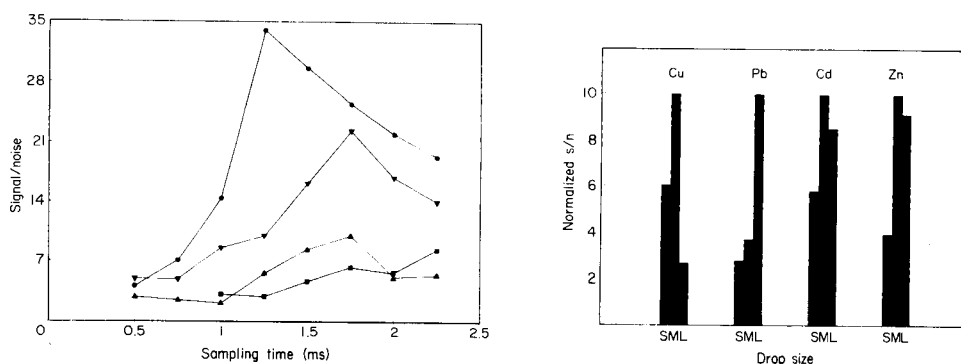 35
28
21
14
7
0
Signal/noise
0.5 1 1.5 2 2.5
Sampling time (ms)
Cu Pb Cd Zn
10
8
6
4
2
Normalized s/n
SML SML SML SML
Drop size